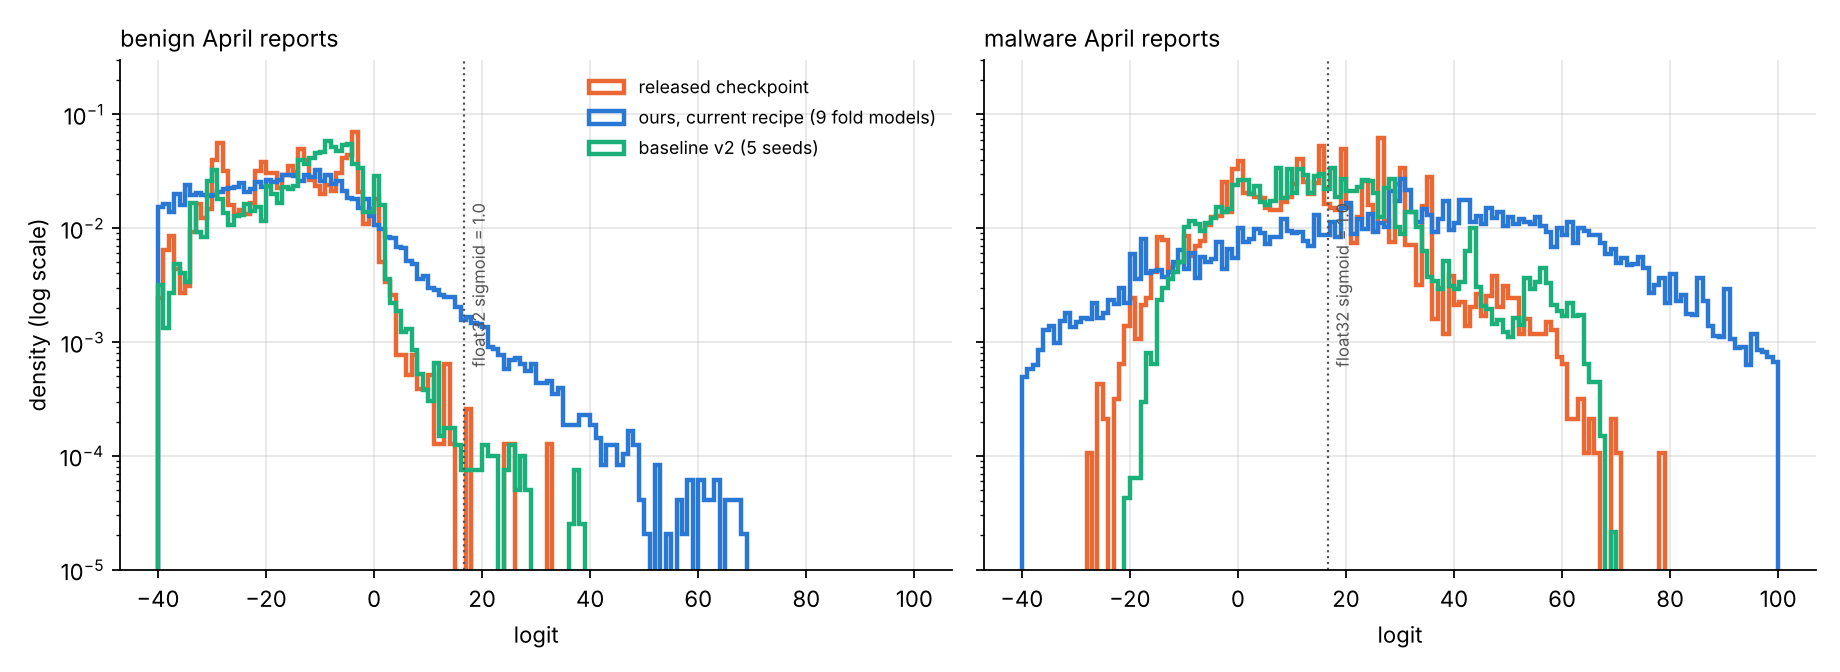 benign April reports
malware April reports
released checkpoint
ours, current recipe (9 fold models)
baseline v2 (5 seeds)
density (log scale)
10⁻¹
10⁻²
10⁻³
10⁻⁴
10⁻⁵
float32 sigmoid = 1.0
float32 sigmoid = 1.0
−40 −20 0 20 40 60 80 100
−40 −20 0 20 40 60 80 100
logit
logit